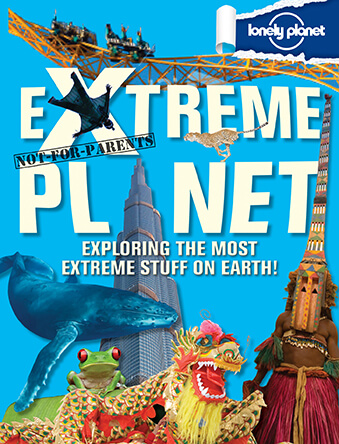 lonely planet
EXTREME
NOT-FOR-PARENTS
PLANET
EXPLORING THE MOST
EXTREME STUFF ON EARTH!